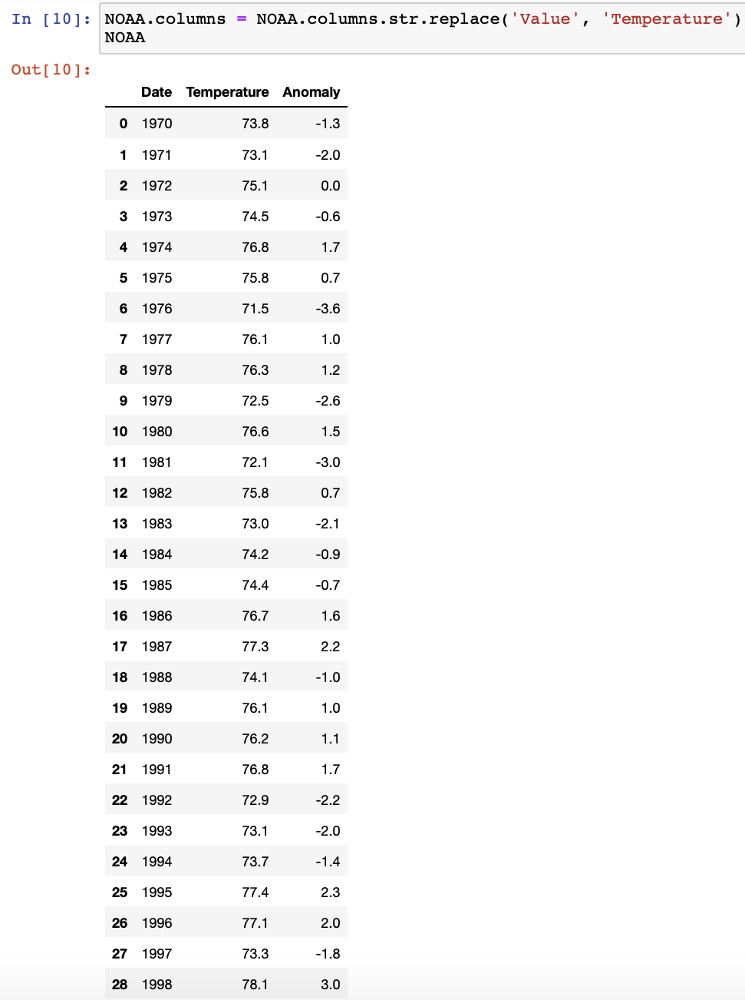 In [10]: NOAA.columns = NOAA.columns.str.replace('Value', 'Temperature')
NOAA
Out[10]:
Date Temperature Anomaly
0 1970 73.8 -1.3
1 1971 73.1 -2.0
2 1972 75.1 0.0
3 1973 74.5 -0.6
4 1974 76.8 1.7
5 1975 75.8 0.7
6 1976 71.5 -3.6
7 1977 76.1 1.0
8 1978 76.3 1.2
9 1979 72.5 -2.6
10 1980 76.6 1.5
11 1981 72.1 -3.0
12 1982 75.8 0.7
13 1983 73.0 -2.1
14 1984 74.2 -0.9
15 1985 74.4 -0.7
16 1986 76.7 1.6
17 1987 77.3 2.2
18 1988 74.1 -1.0
19 1989 76.1 1.0
20 1990 76.2 1.1
21 1991 76.8 1.7
22 1992 72.9 -2.2
23 1993 73.1 -2.0
24 1994 73.7 -1.4
25 1995 77.4 2.3
26 1996 77.1 2.0
27 1997 73.3 -1.8
28 1998 78.1 3.0